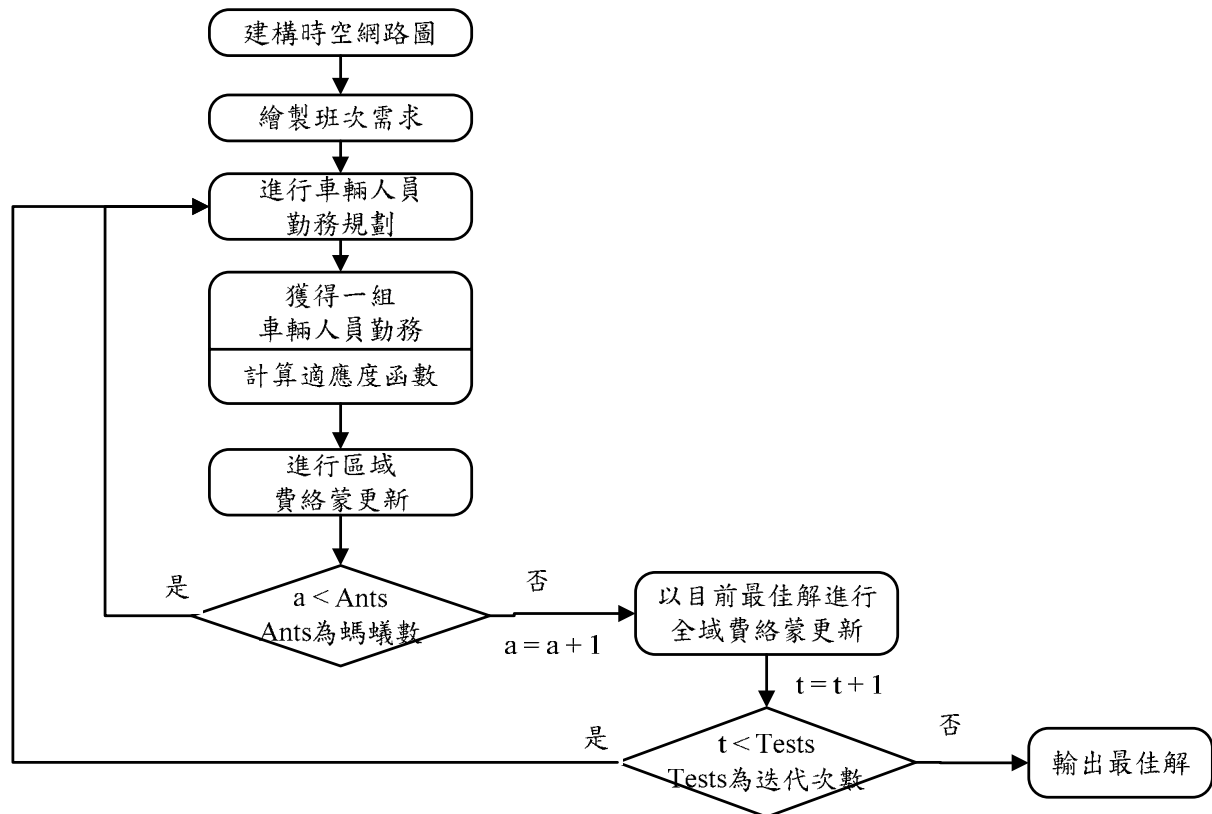 建構時空網路圖
繪製班次需求
進行車輛人員
勤務規劃
獲得一組
車輛人員勤務
計算適應度函數
進行區域
費絡蒙更新
是
a < Ants
Ants為螞蟻數
否
a = a + 1
以目前最佳解進行
全域費絡蒙更新
t = t + 1
是
t < Tests
Tests為迭代次數
否
輸出最佳解